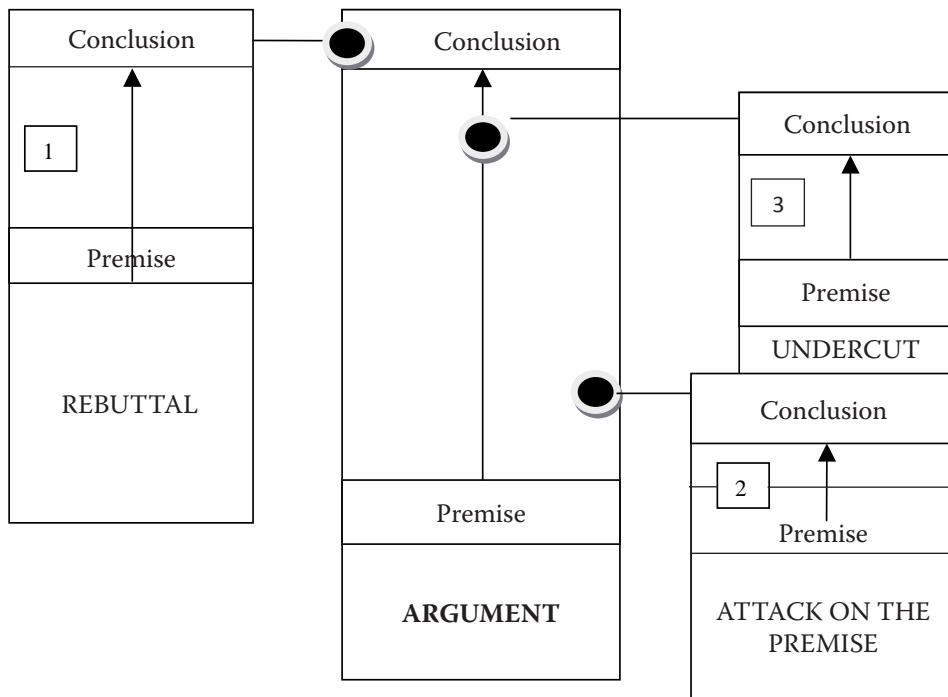 Conclusion
1
Premise
REBUTTAL
Conclusion
Premise
ARGUMENT
Conclusion
3
Premise
UNDERCUT
Conclusion
2
Premise
ATTACK ON THE
PREMISE